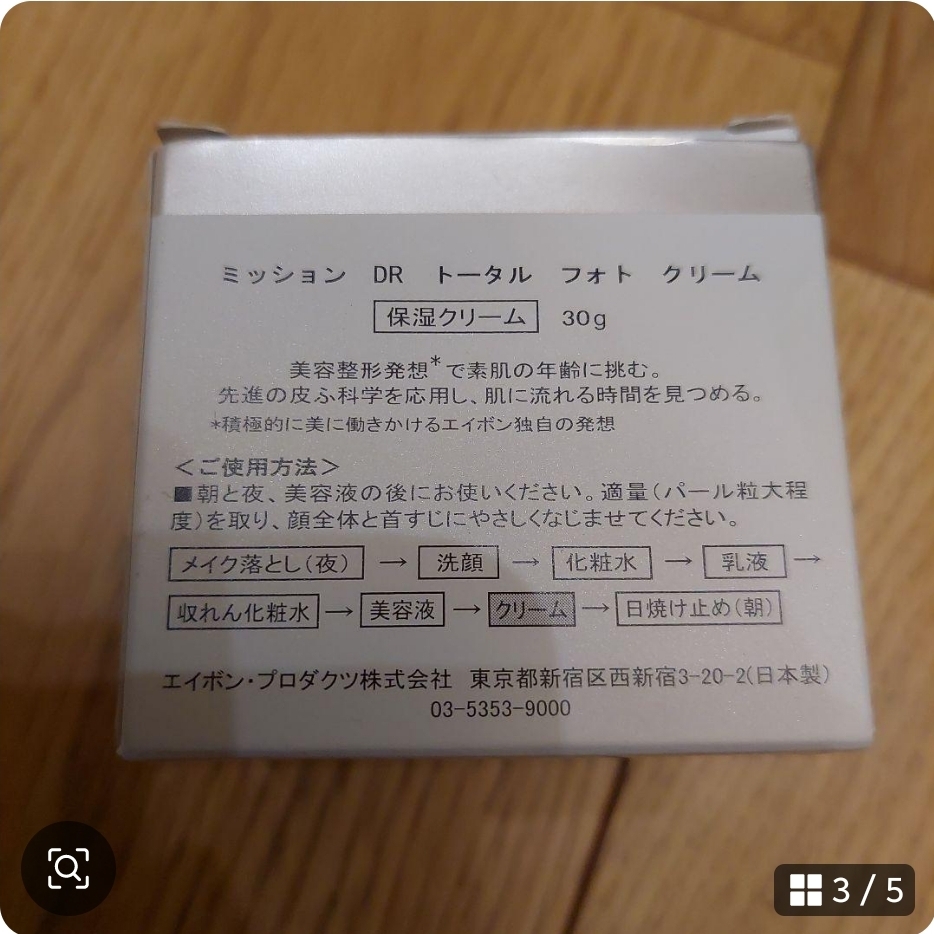 ミッション DR トータル フォト クリーム
保湿クリーム 30g
美容整形発想*で素肌の年齢に挑む。
先進の皮ふ科学を応用し、肌に流れる時間を見つめる。
*積極的に美に働きかけるエイボン独自の発想
＜ご使用方法＞
■朝と夜、美容液の後にお使いください。適量(パール粒大程
度)を取り、顔全体と首すじにやさしくなじませてください。
メイク落とし(夜) → 洗顔 → 化粧水 → 乳液 →
収れん化粧水 → 美容液 → クリーム → 日焼け止め(朝)
エイボン・プロダクツ株式会社 東京都新宿区西新宿3-20-2(日本製)
03-5353-9000
3 / 5